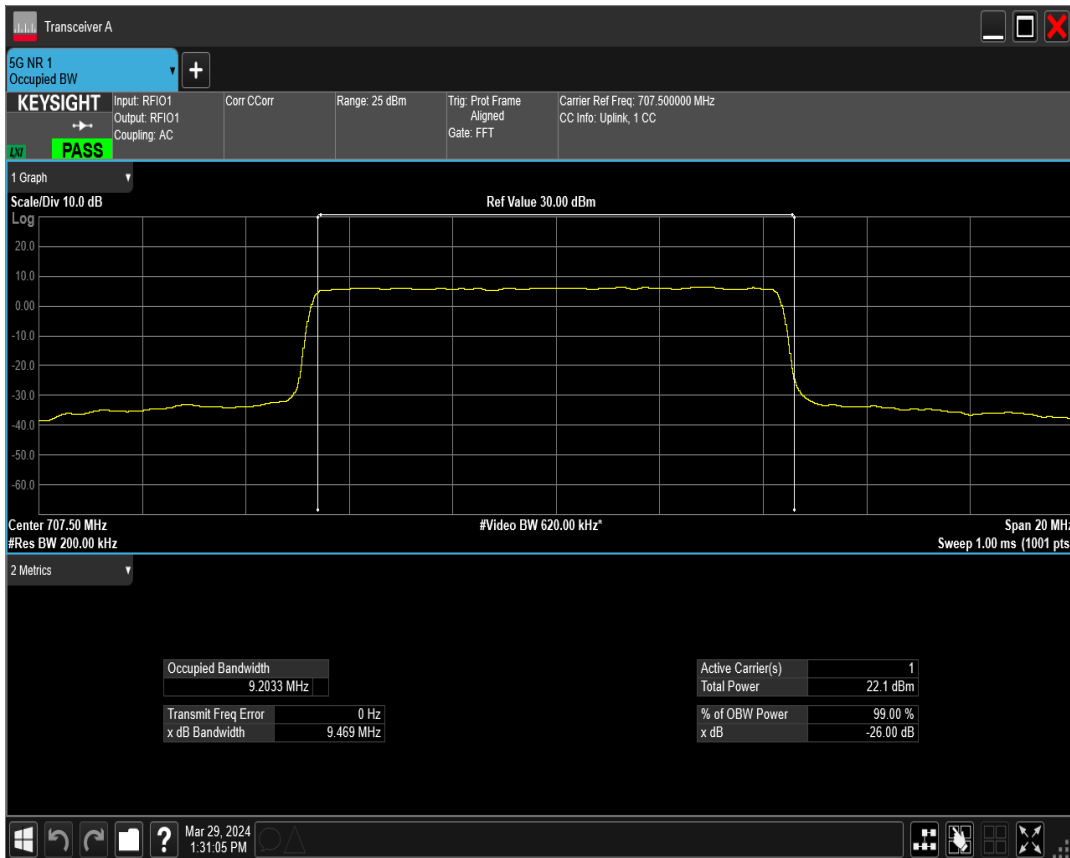 Transceiver A
5G NR 1
Occupied BW
KEYSIGHT
LXI
PASS
Input: RFIO1
Output: RFIO1
Coupling: AC
Corr CCorr
Range: 25 dBm
Trig: Prot Frame
Aligned
Gate: FFT
Carrier Ref Freq: 707.500000 MHz
CC Info: Uplink, 1 CC
1 Graph
Scale/Div 10.0 dB
Ref Value 30.00 dBm
Log
20.0
10.0
0.00
-10.0
-20.0
-30.0
-40.0
-50.0
-60.0
Center 707.50 MHz
#Video BW 620.00 kHz*
Span 20 MHz
#Res BW 200.00 kHz
Sweep 1.00 ms (1001 pts
2 Metrics
Occupied Bandwidth
9.2033 MHz
Transmit Freq Error 0 Hz
x dB Bandwidth 9.469 MHz
Active Carrier(s) 1
Total Power 22.1 dBm
% of OBW Power 99.00 %
x dB -26.00 dB
?
Mar 29, 2024
1:31:05 PM